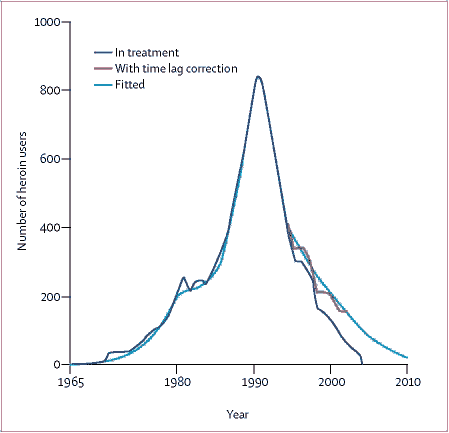 1000
800
600
400
200
0
Number of heroin users
In treatment
With time lag correction
Fitted
1965 1980 1990 2000 2010
Year